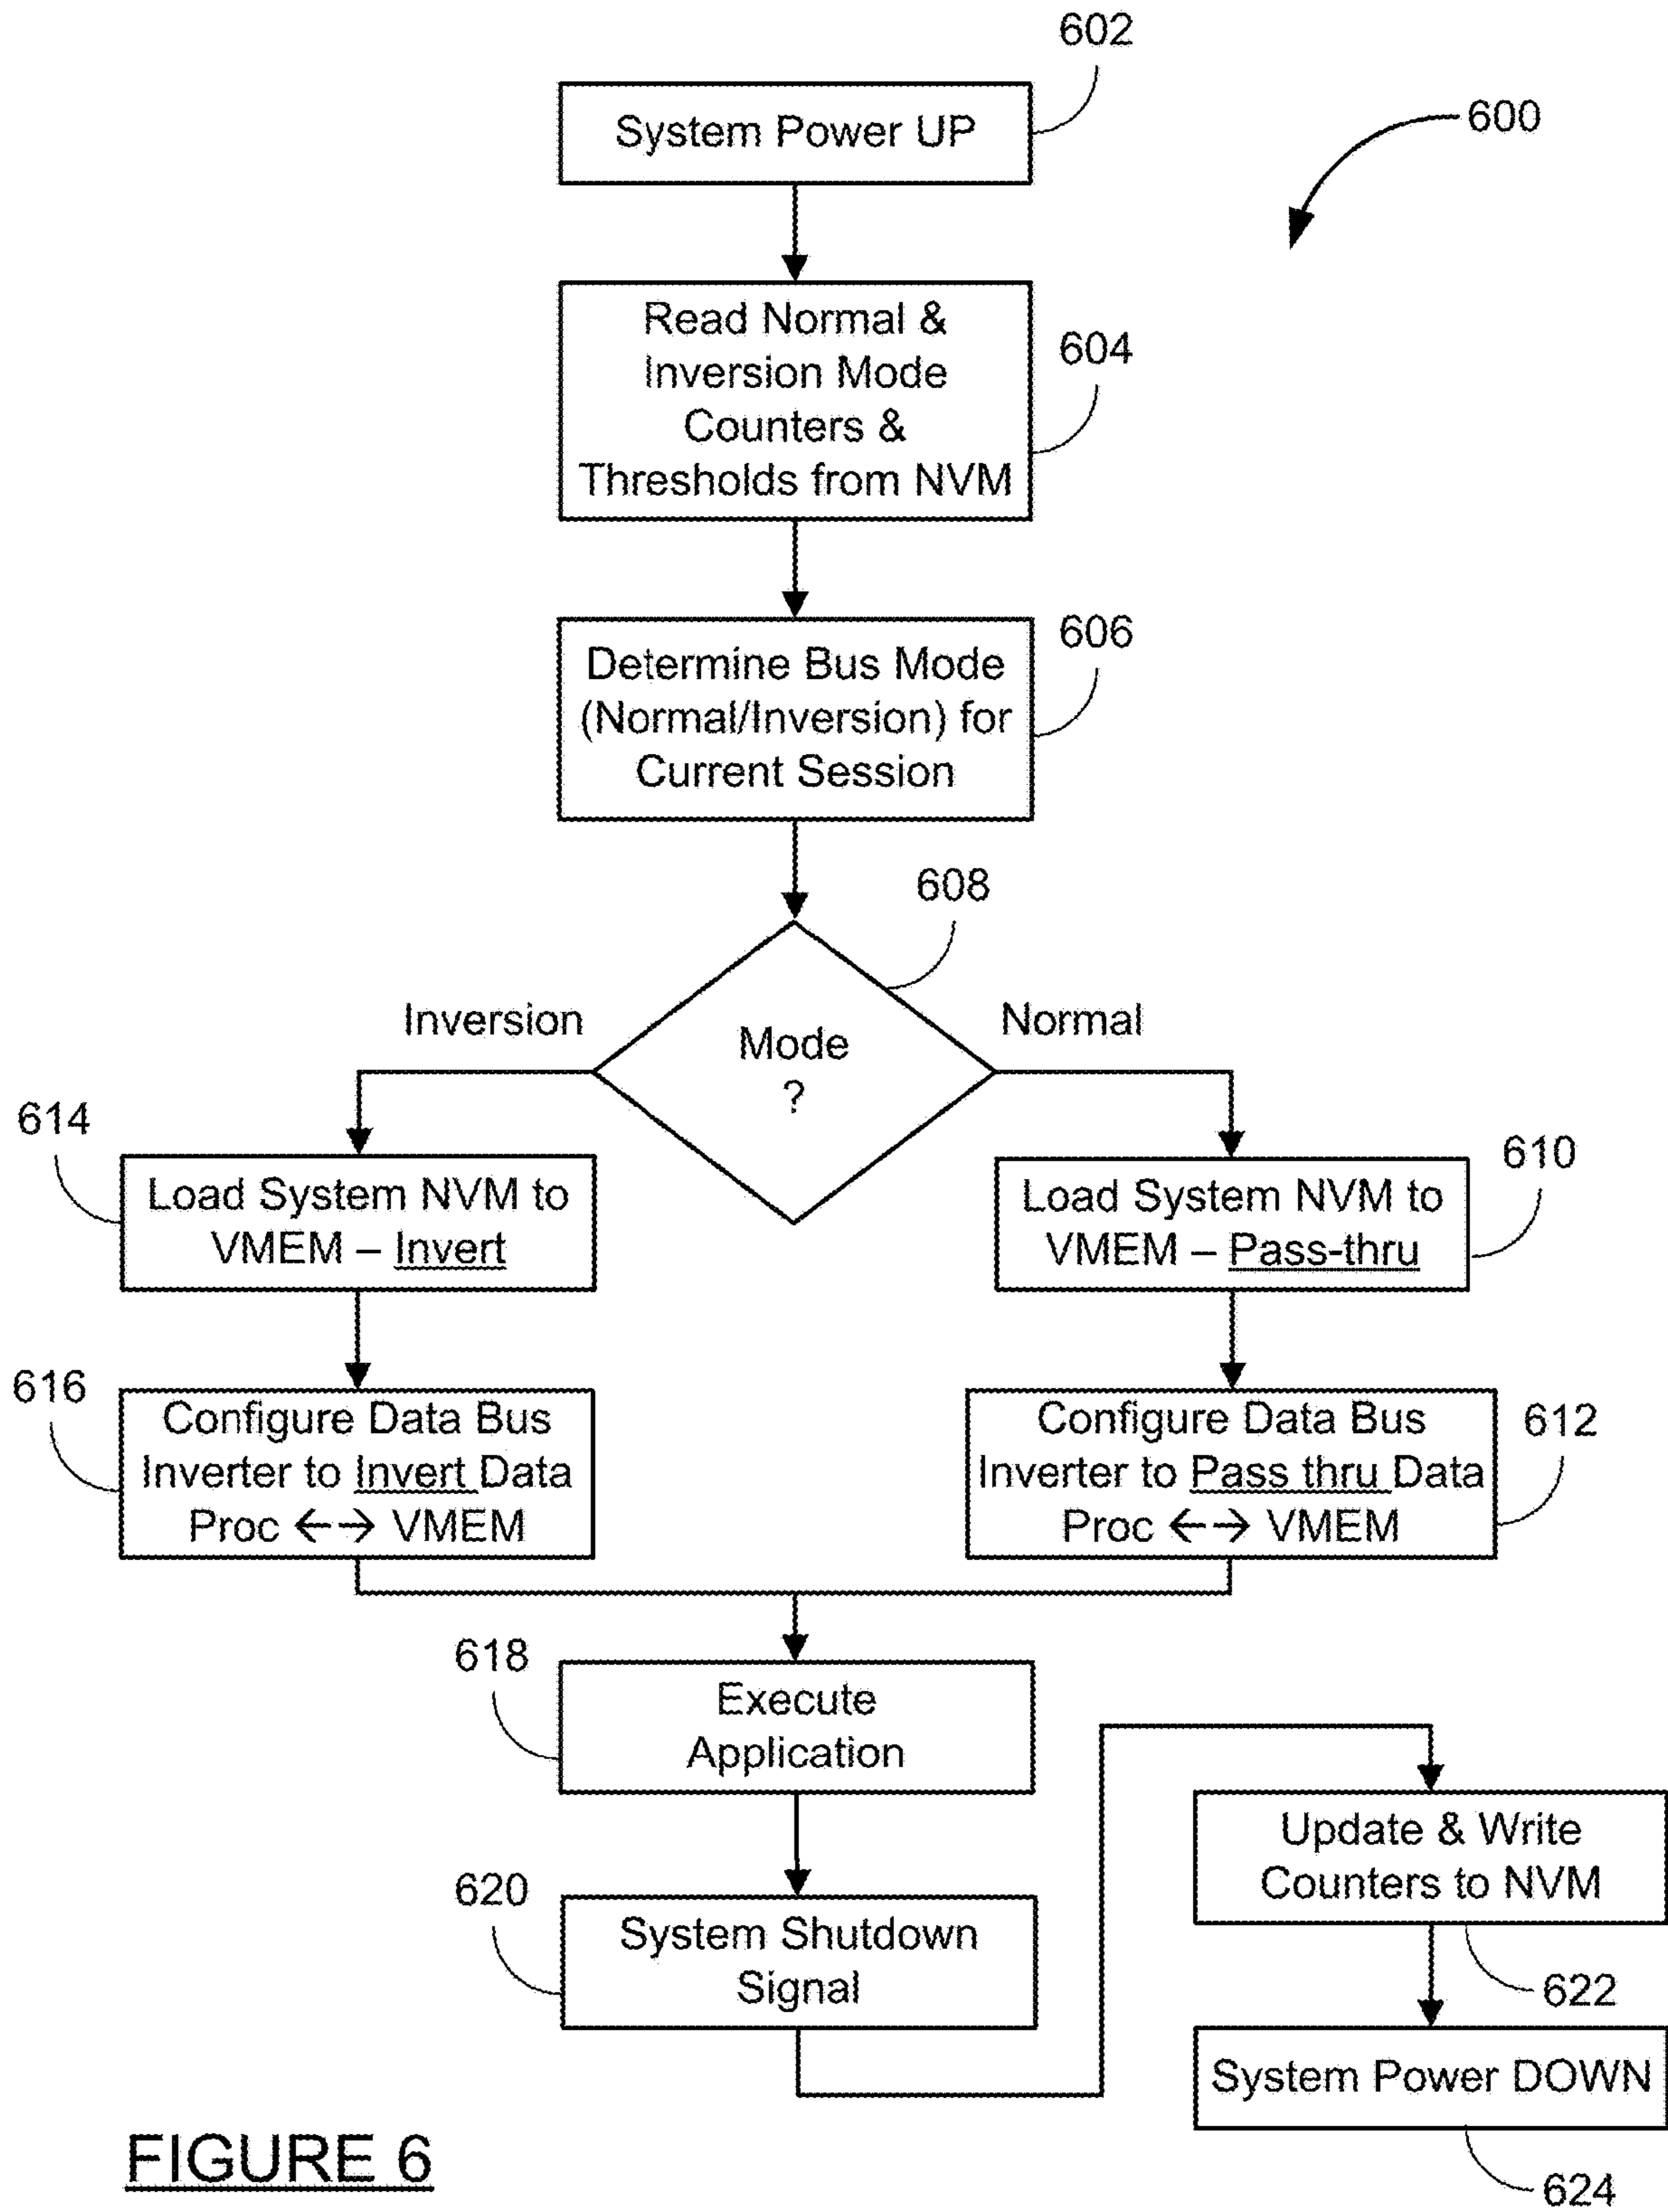 602
System Power UP
600
Read Normal &
Inversion Mode
Counters &
Thresholds from NVM
604
606
Determine Bus Mode
(Normal/Inversion) for
Current Session
608
Inversion
Normal
Mode
?
614
Load System NVM to
VMEM – Invert
610
Load System NVM to
VMEM – Pass-thru
616
Configure Data Bus
Inverter to Invert Data
Proc ←→ VMEM
612
Configure Data Bus
Inverter to Pass thru Data
Proc ←→ VMEM
618
Execute
Application
620
System Shutdown
Signal
Update & Write
Counters to NVM
622
System Power DOWN
624
FIGURE 6